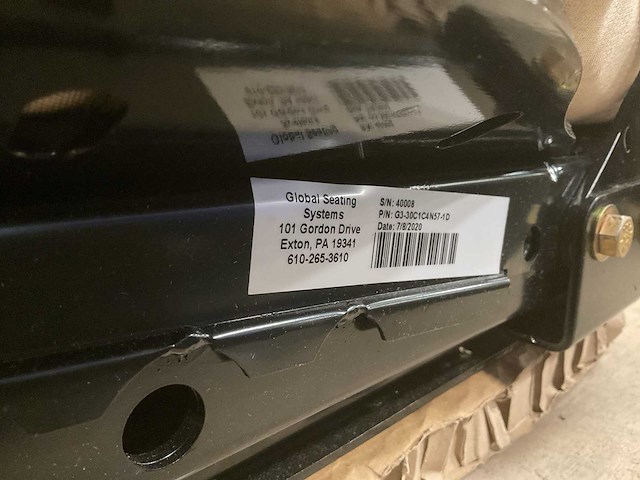 Global Seating
Systems
101 Gordon Drive
Exton, PA 19341
610-265-3610
S/N: 40008
P/N: G3-30C1C4N57-1D
Date: 7/8/2020